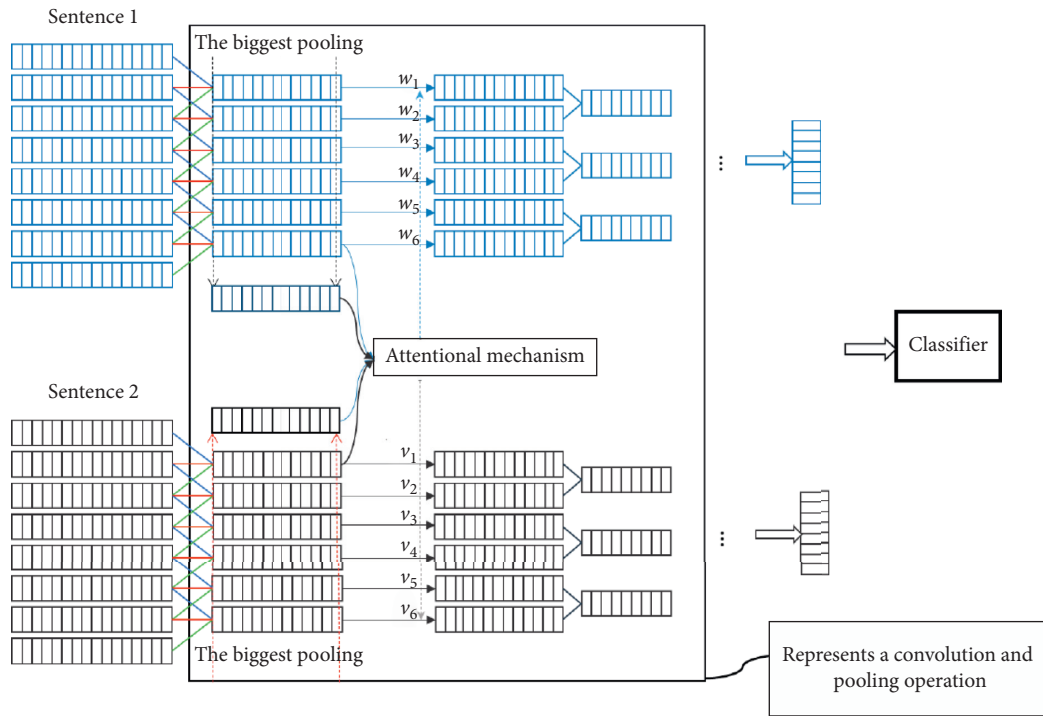 Sentence 1
The biggest pooling
w1
w2
w3
w4
w5
w6
...
Attentional mechanism
Classifier
Sentence 2
v1
v2
v3
v4
v5
v6
...
The biggest pooling
Represents a convolution and
pooling operation